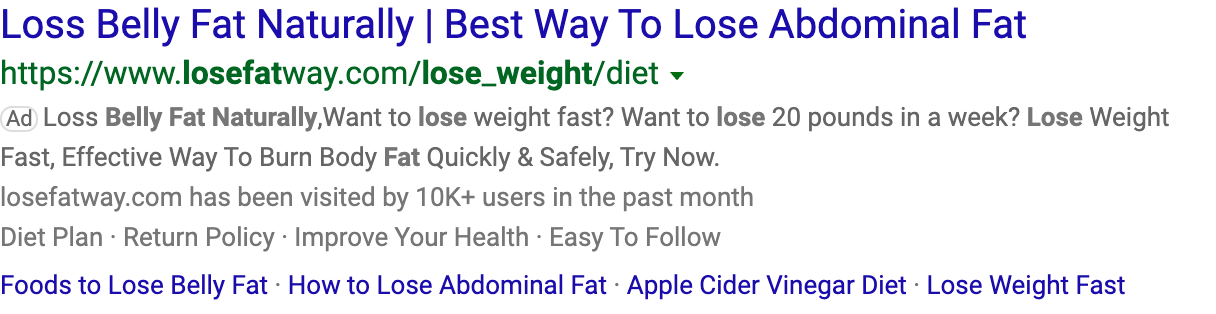 Loss Belly Fat Naturally | Best Way To Lose Abdominal Fat
https://www.losefatway.com/lose_weight/diet
Ad Loss Belly Fat Naturally,Want to lose weight fast? Want to lose 20 pounds in a week? Lose Weight
Fast, Effective Way To Burn Body Fat Quickly & Safely, Try Now.
losefatway.com has been visited by 10K+ users in the past month
Diet Plan · Return Policy · Improve Your Health · Easy To Follow
Foods to Lose Belly Fat · How to Lose Abdominal Fat · Apple Cider Vinegar Diet · Lose Weight Fast